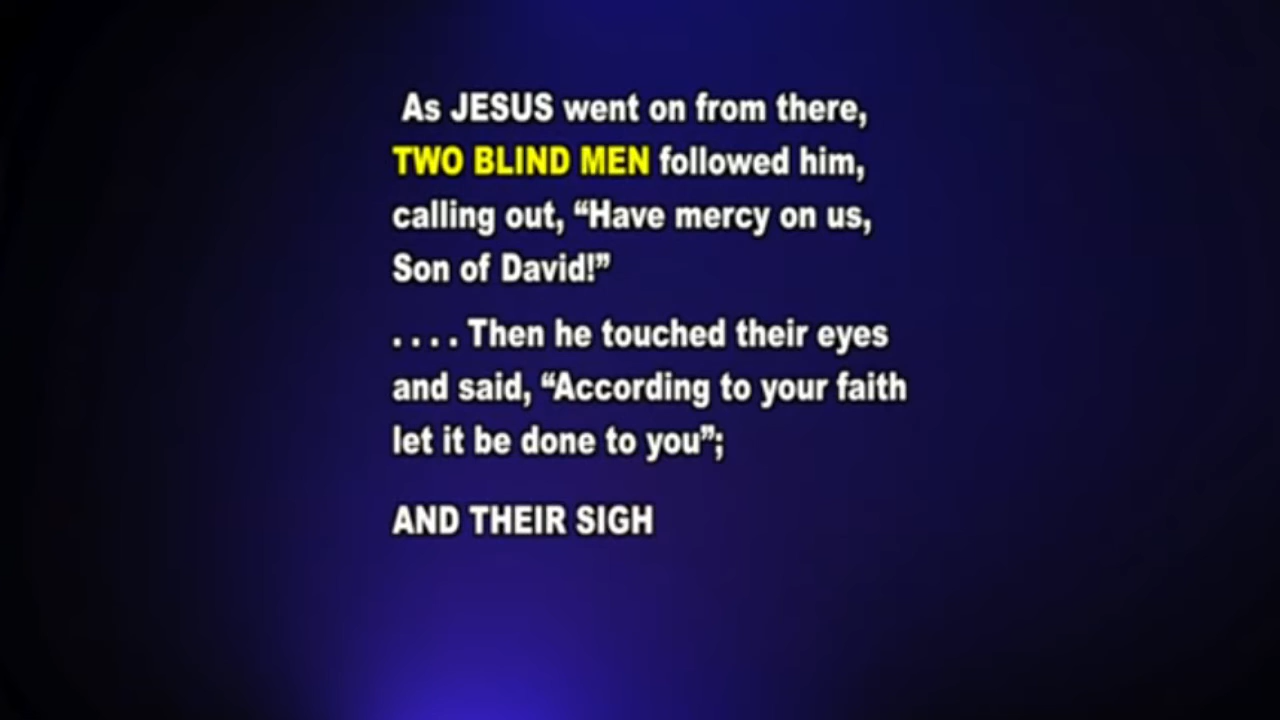 As JESUS went on from there,
TWO BLIND MEN followed him,
calling out, “Have mercy on us,
Son of David!”
. . . . Then he touched their eyes
and said, “According to your faith
let it be done to you”;
AND THEIR SIGH